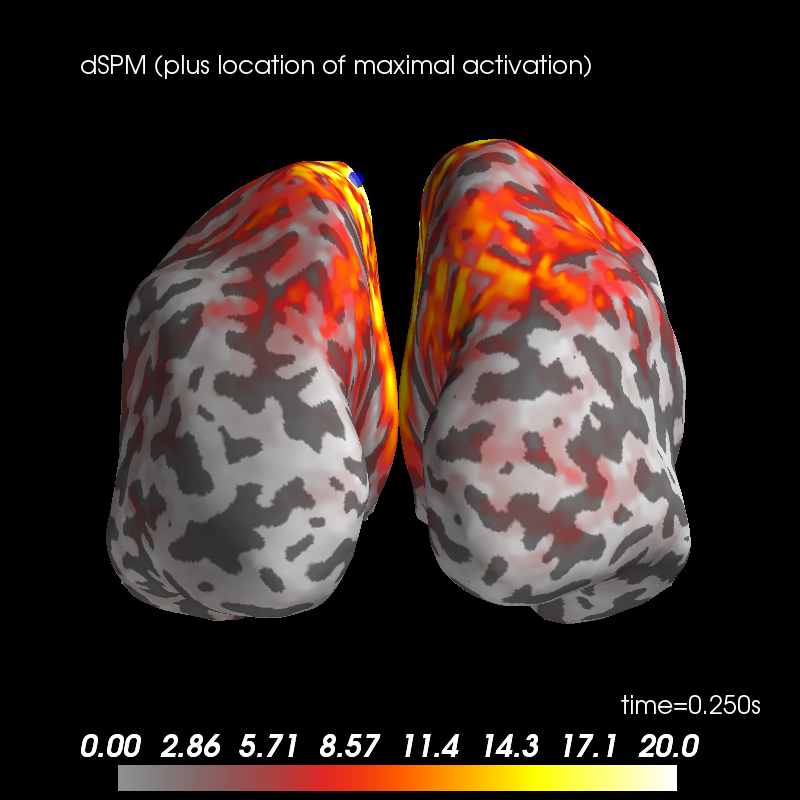 dSPM (plus location of maximal activation)
time=0.250s
0.00 2.86 5.71 8.57 11.4 14.3 17.1 20.0